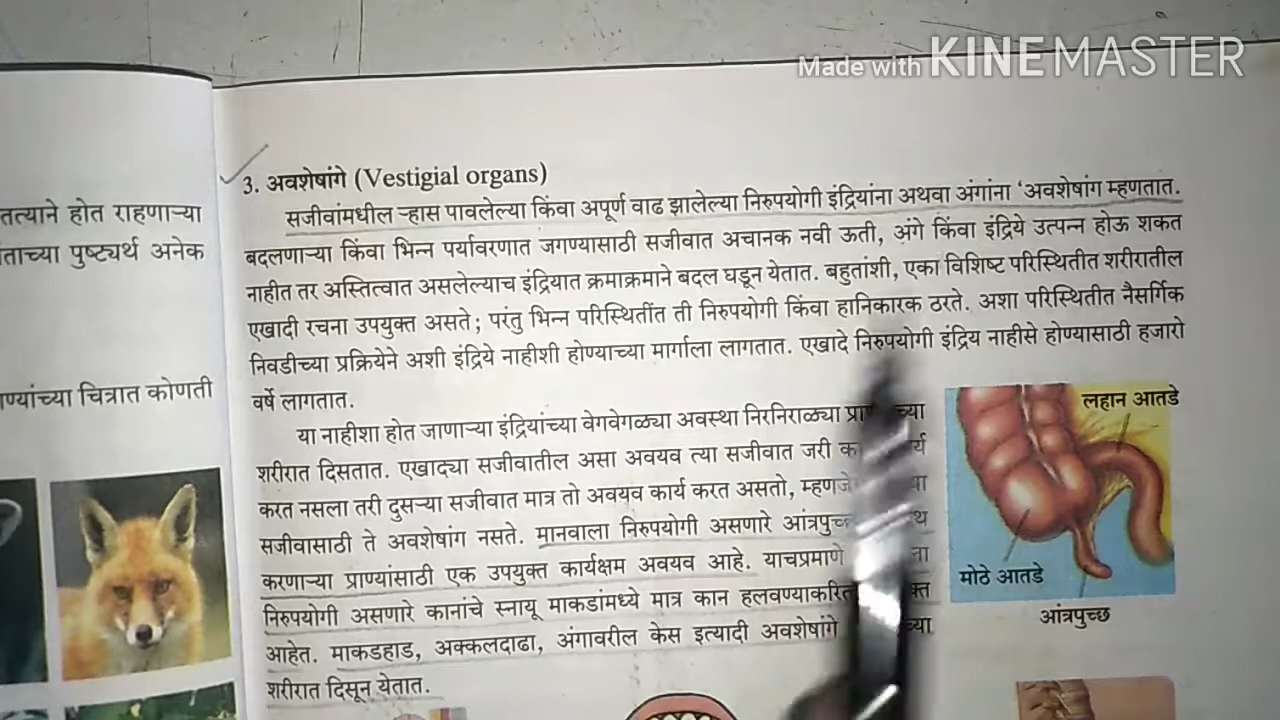 Made with KINEMASTER
तत्याने होत राहणाऱ्या
ताच्या पुष्ट्यर्थ अनेक
ण्यांच्या चित्रात कोणती
3. अवशेषांगे (Vestigial organs)
सजीवांमधील ऱ्हास पावलेल्या किंवा अपूर्ण वाढ झालेल्या निरुपयोगी इंद्रियांना अथवा अंगांना 'अवशेषांग म्हणतात.
बदलणाऱ्या किंवा भिन्न पर्यावरणात जगण्यासाठी सजीवात अचानक नवी ऊती, अंगे किंवा इंद्रिये उत्पन्न होऊ शकत
नाहीत तर अस्तित्वात असलेल्याच इंद्रियात क्रमाक्रमाने बदल घडून येतात. बहुतांशी, एका विशिष्ट परिस्थितीत शरीरातील
एखादी रचना उपयुक्त असते; परंतु भिन्न परिस्थितींत ती निरुपयोगी किंवा हानिकारक ठरते. अशा परिस्थितीत नैसर्गिक
निवडीच्या प्रक्रियेने अशी इंद्रिये नाहीशी होण्याच्या मार्गाला लागतात. एखादे निरुपयोगी इंद्रिय नाहीसे होण्यासाठी हजारो
वर्षे लागतात.
या नाहीशा होत जाणाऱ्या इंद्रियांच्या वेगवेगळ्या अवस्था निरनिराळ्या
शरीरात दिसतात. एखाद्या सजीवातील असा अवयव त्या सजीवात जरी
करत नसला तरी दुसऱ्या सजीवात मात्र तो अवयव कार्य करत असतो, म्हणजे
सजीवासाठी ते अवशेषांग नसते. मानवाला निरुपयोगी असणारे
करणाऱ्या प्राण्यांसाठी एक उपयुक्त कार्यक्षम अवयव आहे. याचप्रमाणे
निरुपयोगी असणारे कानांचे स्नायू माकडांमध्ये मात्र कान हलवण्याकरिता
आहेत. माकडहाड, अक्कलदाढा, अंगावरील केस इत्यादी अवशेषांगे
शरीरात दिसून येतात.
लहान आतडे
मोठे आतडे
आंत्रपुच्छ